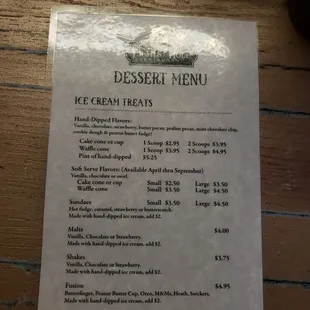 DESSERT MENU
ICE CREAM TREATS
Hand-Dipped Flavors:
Vanilla, chocolate, strawberry, butter pecan, praline pecan, mint chocolate chip,
cookie dough & peanut butter fudge!
Cake cone or cup 1 Scoop $2.95 2 Scoops $3.95
Waffle cone 1 Scoop $3.95 2 Scoops $4.95
Pint of hand-dipped $5.25
Soft Serve Flavors: (Available April thru September)
Vanilla, chocolate or swirl.
Cake cone or cup Small $2.50 Large $3.50
Waffle cone Small $3.50 Large $4.50
Sundaes Small $3.50 Large $4.50
Hot fudge, caramel, strawberry or butterscotch.
Made with hand-dipped ice cream, add $2.
Malts $4.00
Vanilla, Chocolate or Strawberry.
Made with hand-dipped ice cream, add $2.
Shakes $3.75
Vanilla, Chocolate or Strawberry.
Made with hand-dipped ice cream, add $2.
Fusion $4.95
Butterfinger, Peanut Butter Cup, Oreo, M&Ms, Heath, Snickers.
Made with hand-dipped ice cream, add $2.